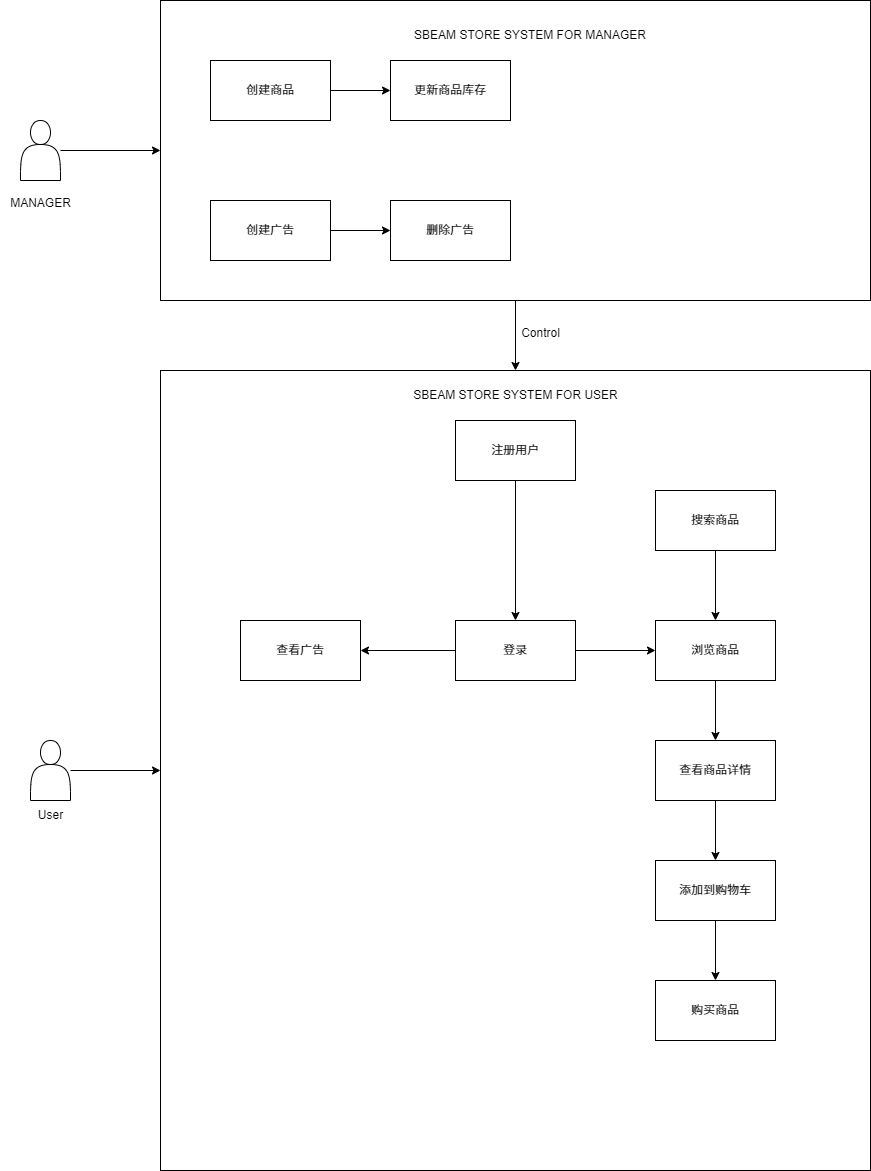 SBEAM STORE SYSTEM FOR MANAGER
创建商品
更新商品库存
MANAGER
创建广告
删除广告
Control
SBEAM STORE SYSTEM FOR USER
注册用户
搜索商品
查看广告
登录
浏览商品
查看商品详情
User
添加到购物车
购买商品